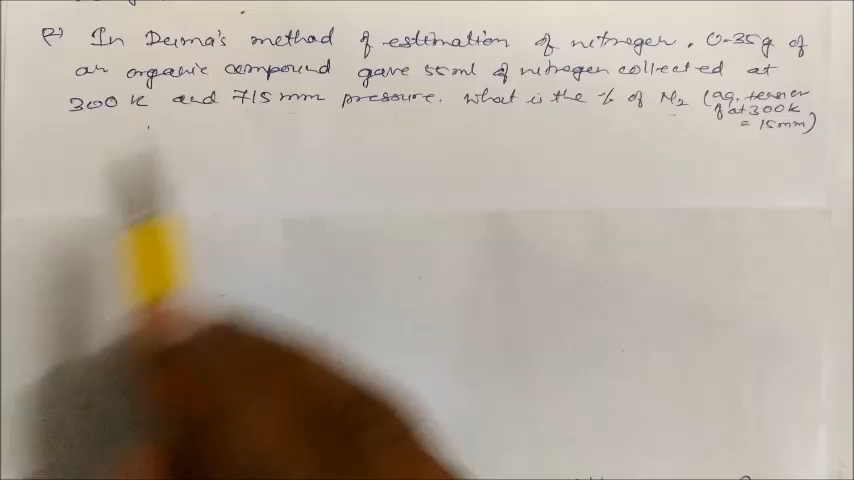 Q) In Duma's method of estimation of nitrogen. 0.35g of
an organic compound gave 55ml of nitrogen collected at
300 K and 715 mm pressure. What is the % of N2 (aq. tension
of at 300K
= 15mm)